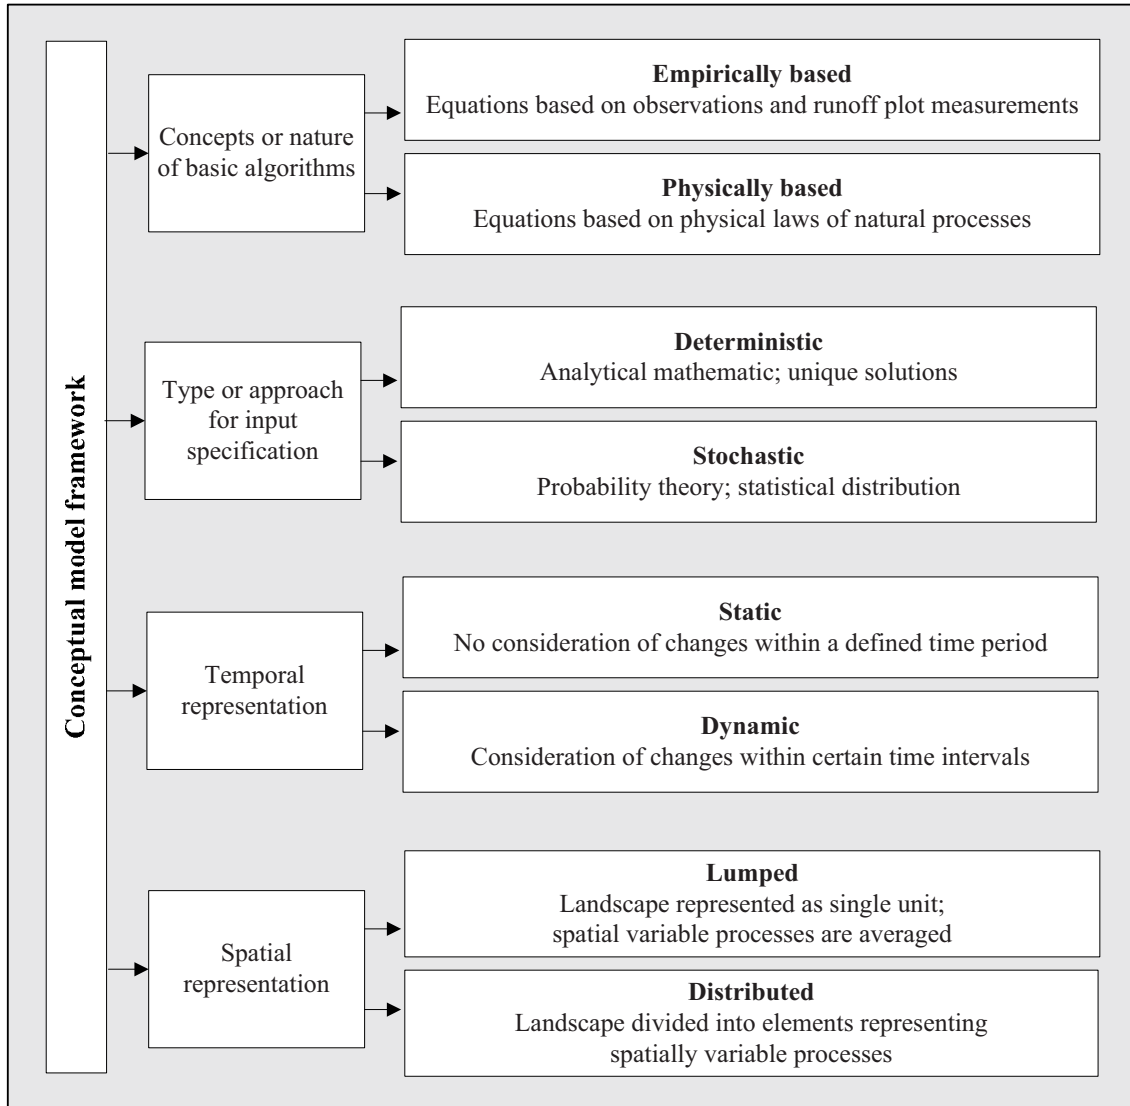 Conceptual model framework
Concepts or nature
of basic algorithms
Empirically based
Equations based on observations and runoff plot measurements
Physically based
Equations based on physical laws of natural processes
Type or approach
for input
specification
Deterministic
Analytical mathematic; unique solutions
Stochastic
Probability theory; statistical distribution
Temporal
representation
Static
No consideration of changes within a defined time period
Dynamic
Consideration of changes within certain time intervals
Spatial
representation
Lumped
Landscape represented as single unit;
spatial variable processes are averaged
Distributed
Landscape divided into elements representing
spatially variable processes